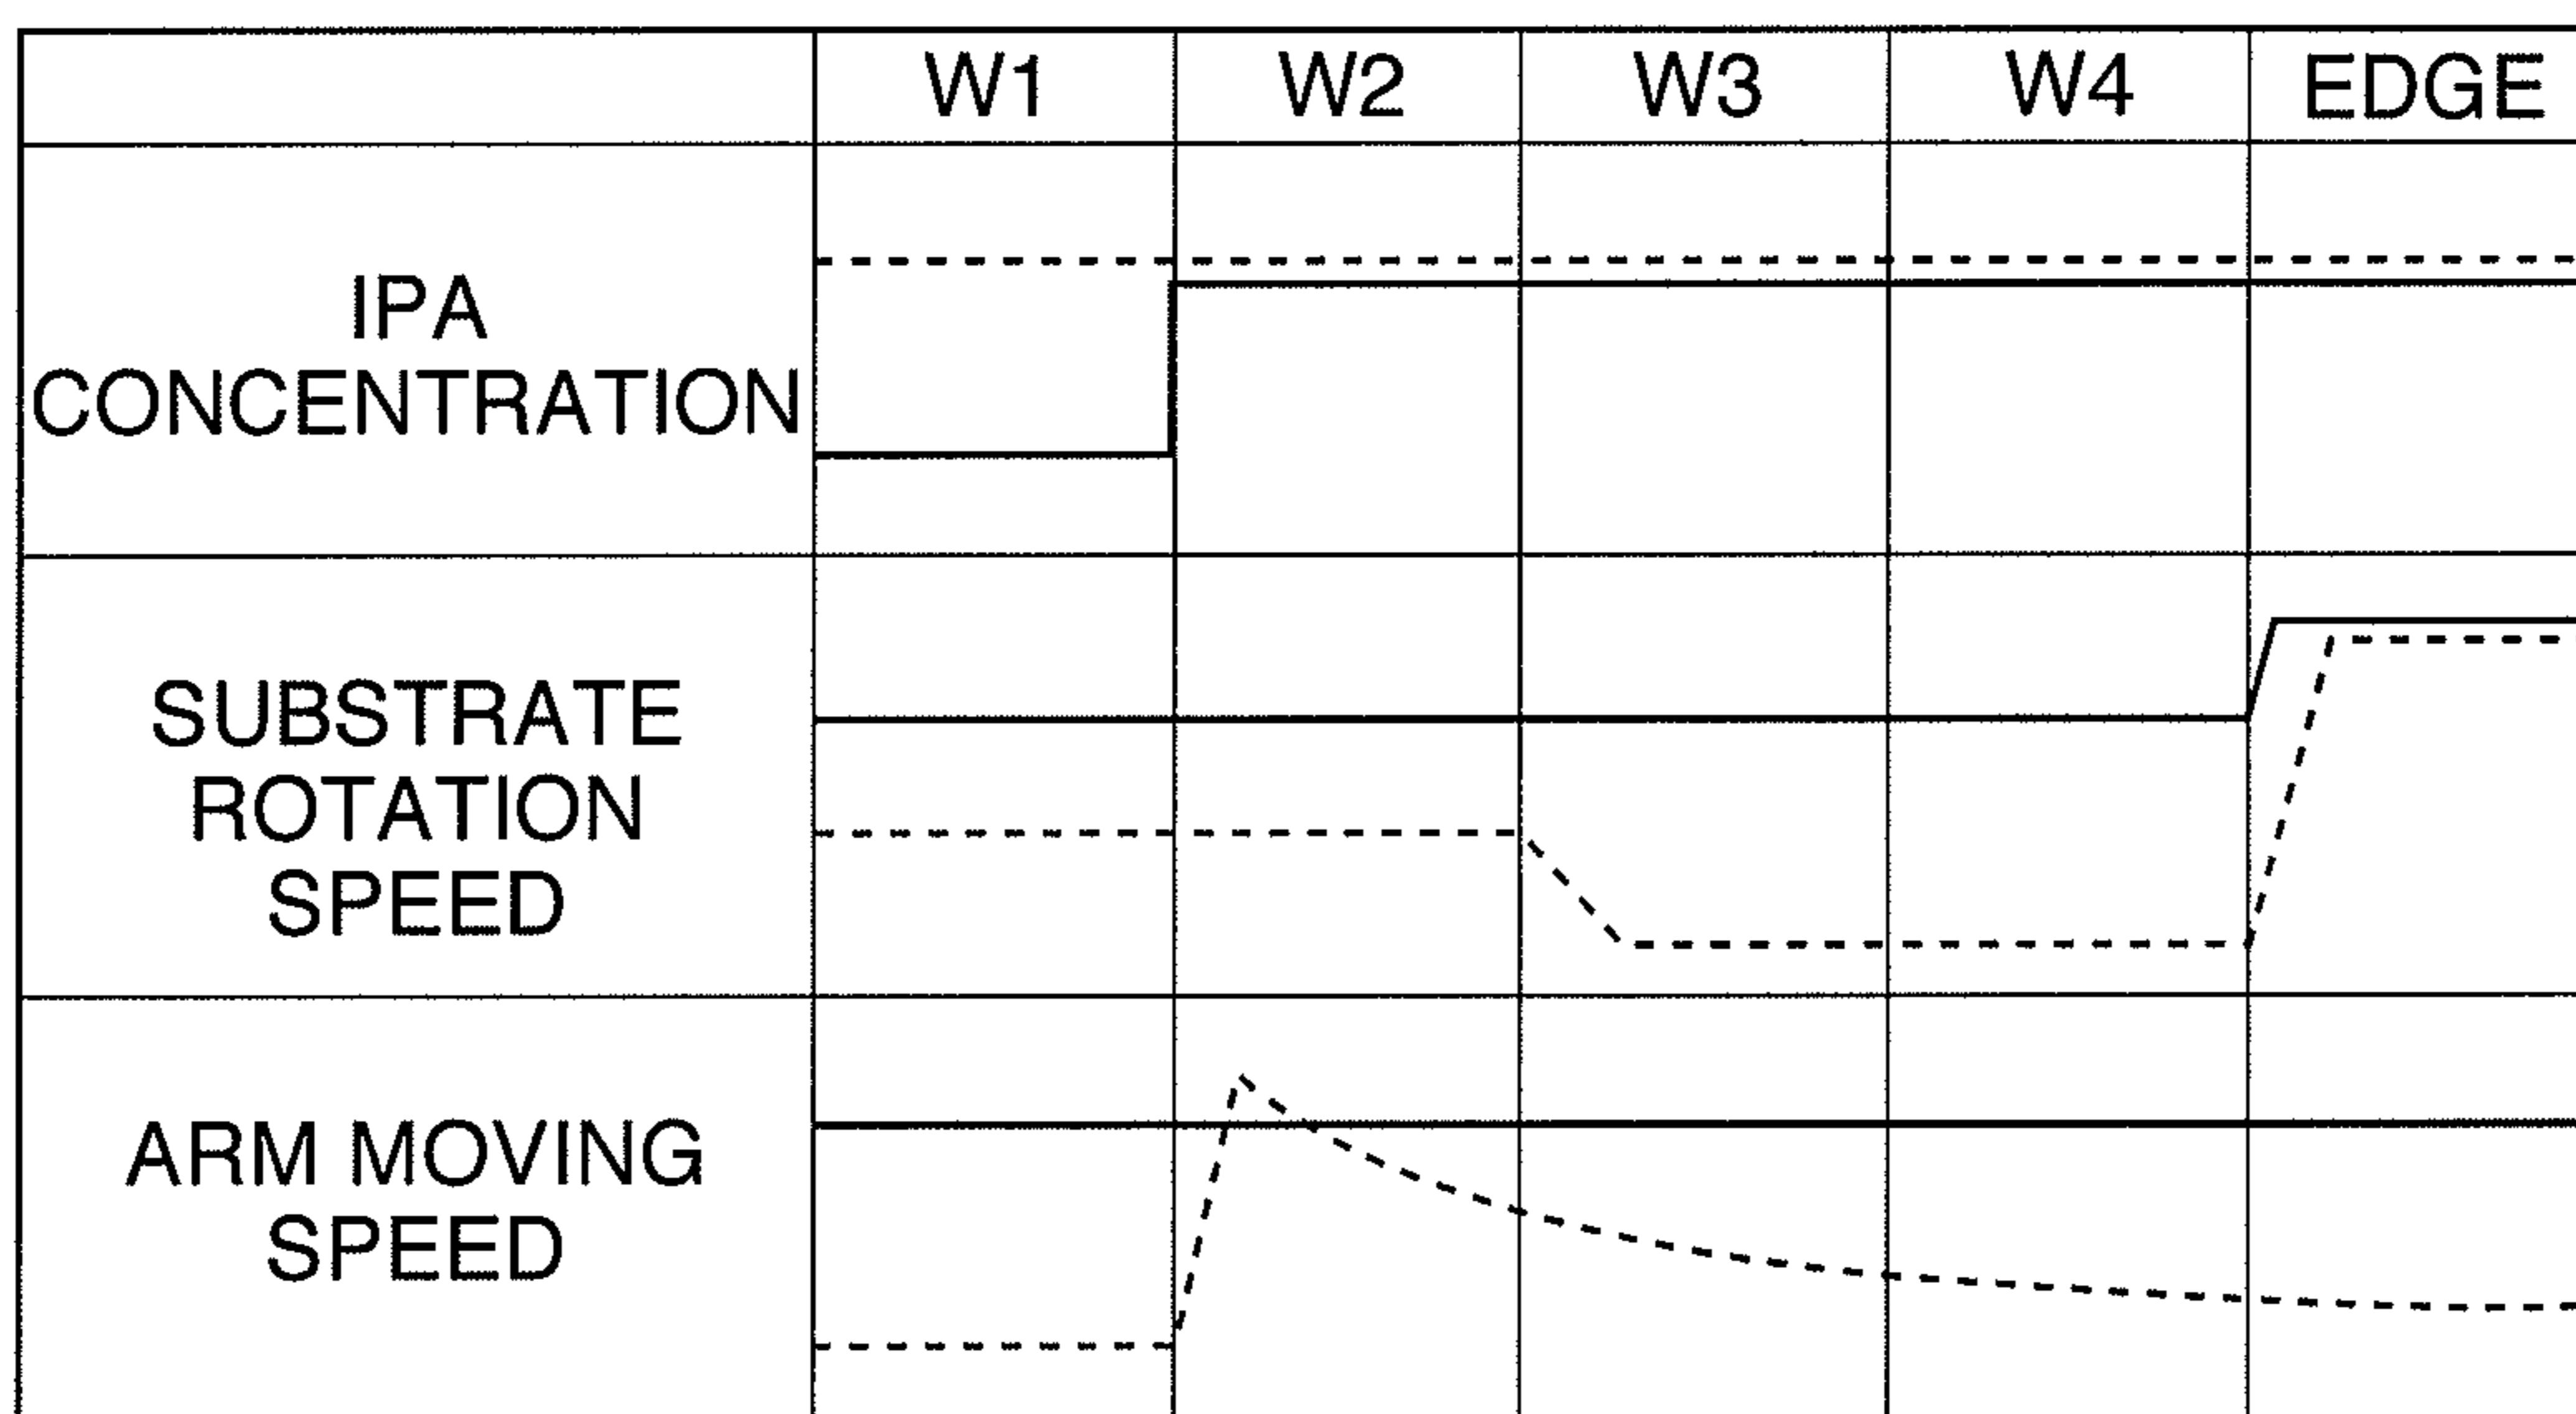 W1 W2 W3 W4 EDGE
IPA
CONCENTRATION
SUBSTRATE
ROTATION
SPEED
ARM MOVING
SPEED